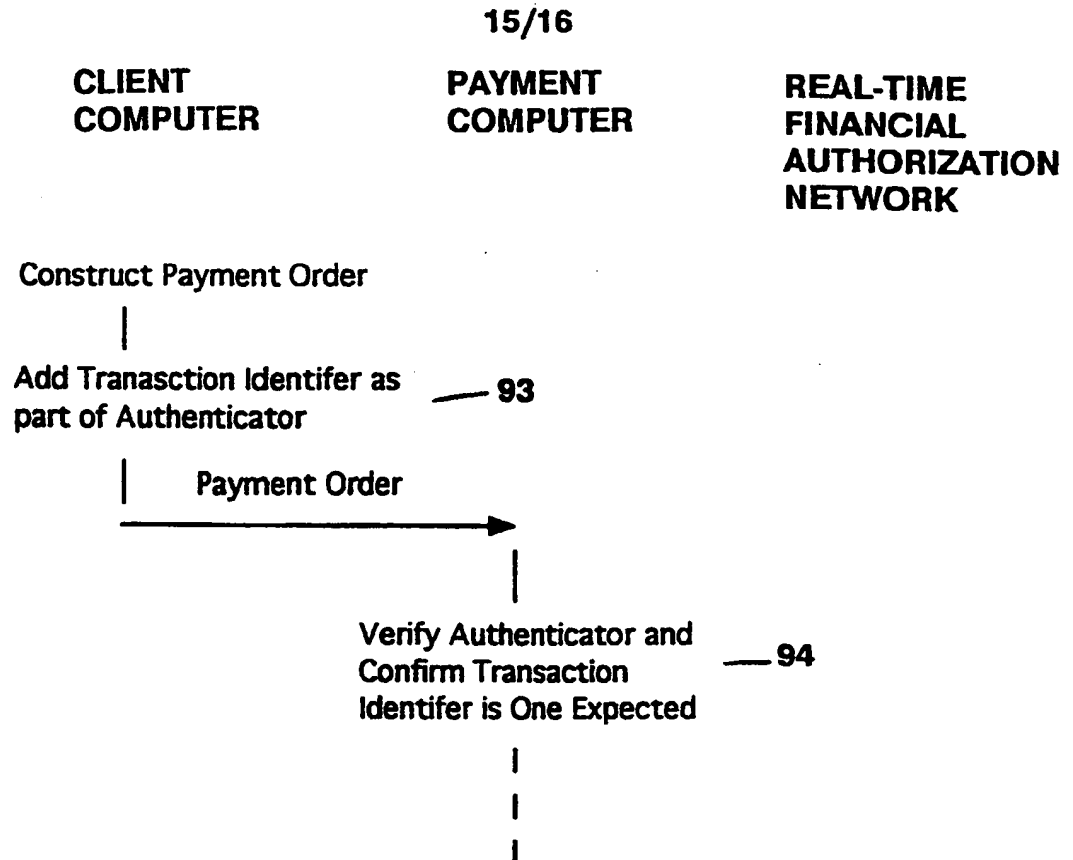 15/16
CLIENT
COMPUTER
PAYMENT
COMPUTER
REAL-TIME
FINANCIAL
AUTHORIZATION
NETWORK
Construct Payment Order
Add Tranasction Identifer as
part of Authenticator
93
Payment Order
Verify Authenticator and
Confirm Transaction
Identifer is One Expected
94